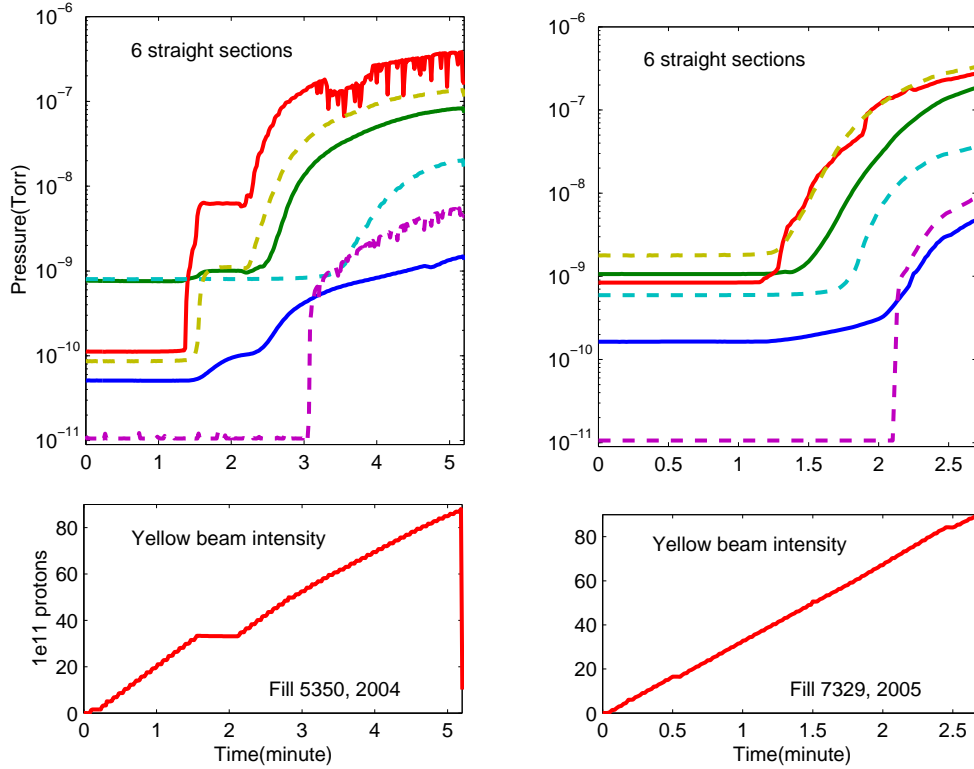 6 straight sections
Pressure(Torr)
10^-6
10^-7
10^-8
10^-9
10^-10
10^-11
0 1 2 3 4 5
6 straight sections
10^-6
10^-7
10^-8
10^-9
10^-10
10^-11
0 0.5 1 1.5 2 2.5
Yellow beam intensity
1e11 protons
80
60
40
20
0
Fill 5350, 2004
0 1 2 3 4 5
Time(minute)
Yellow beam intensity
80
60
40
20
0
Fill 7329, 2005
0 0.5 1 1.5 2 2.5
Time(minute)